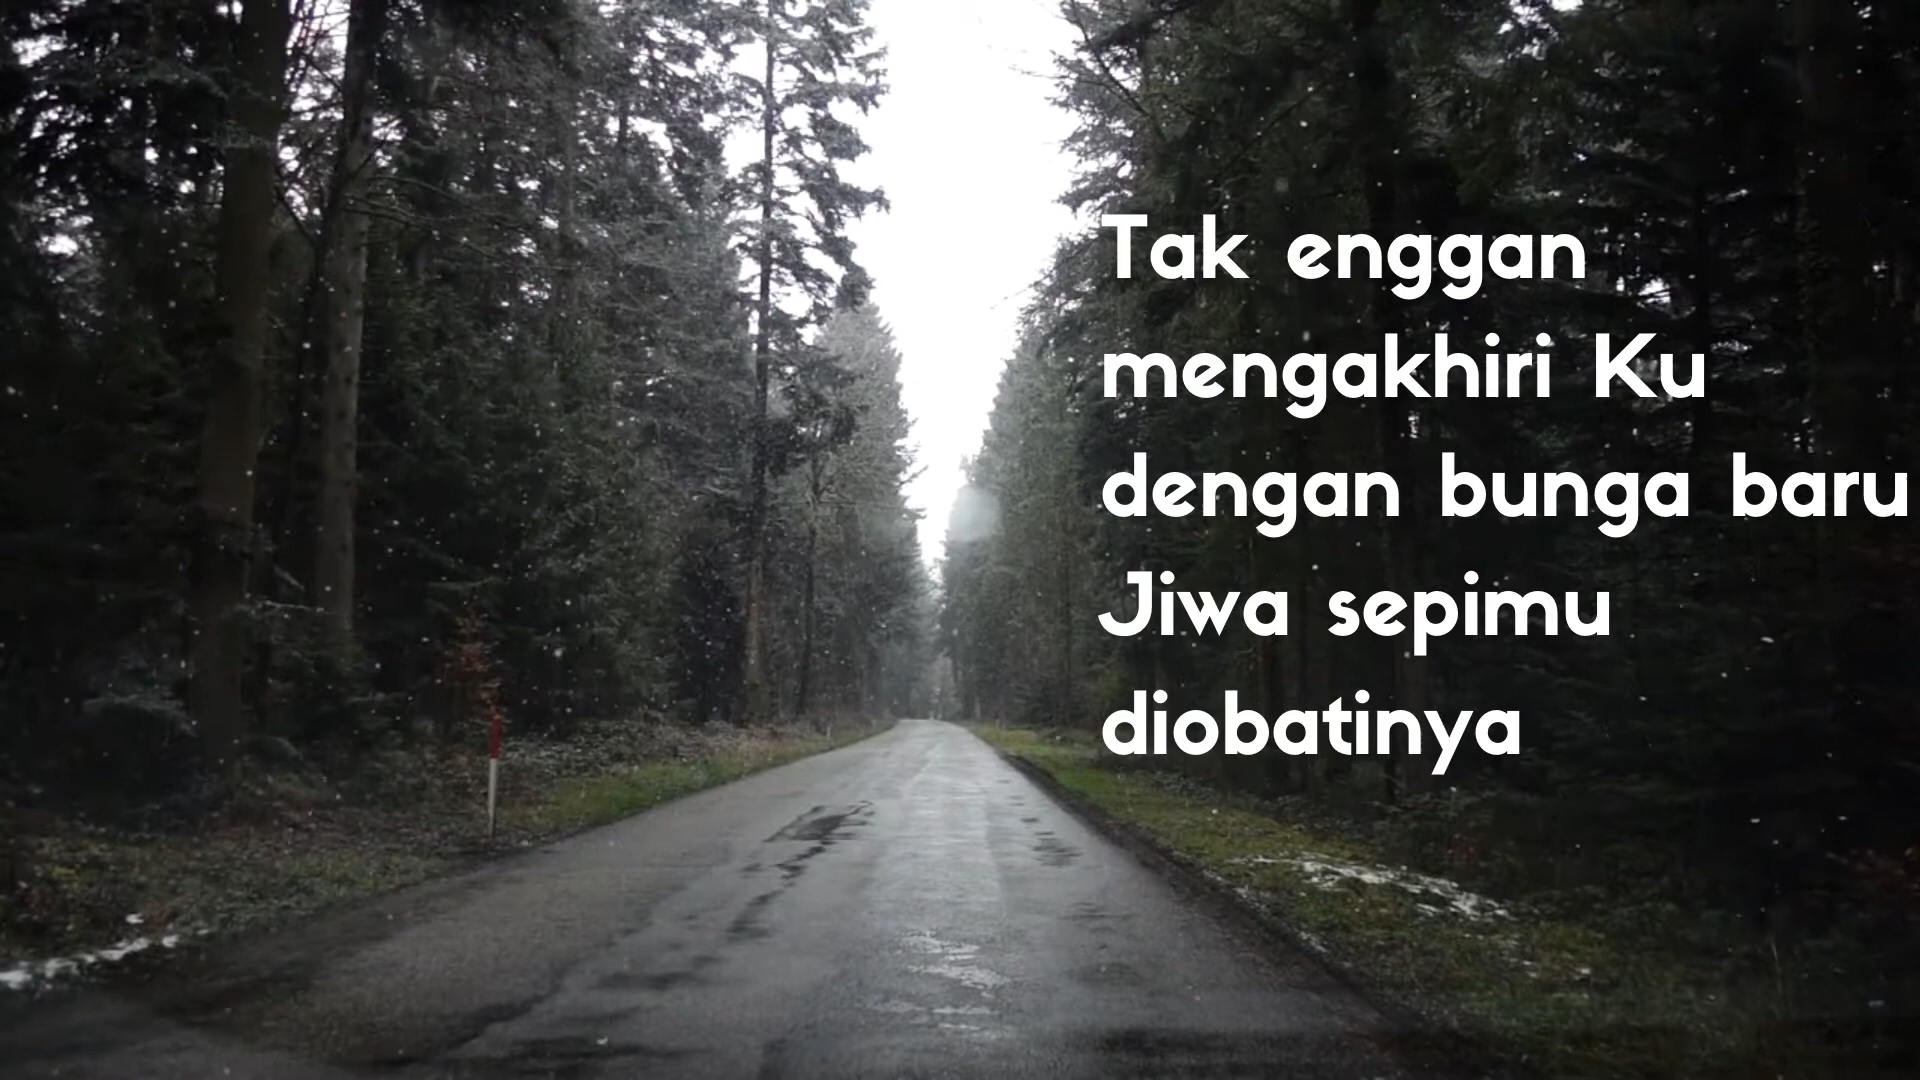 Tak enggan
mengakhiri Ku
dengan bunga baru
Jiwa sepimu
diobatinya